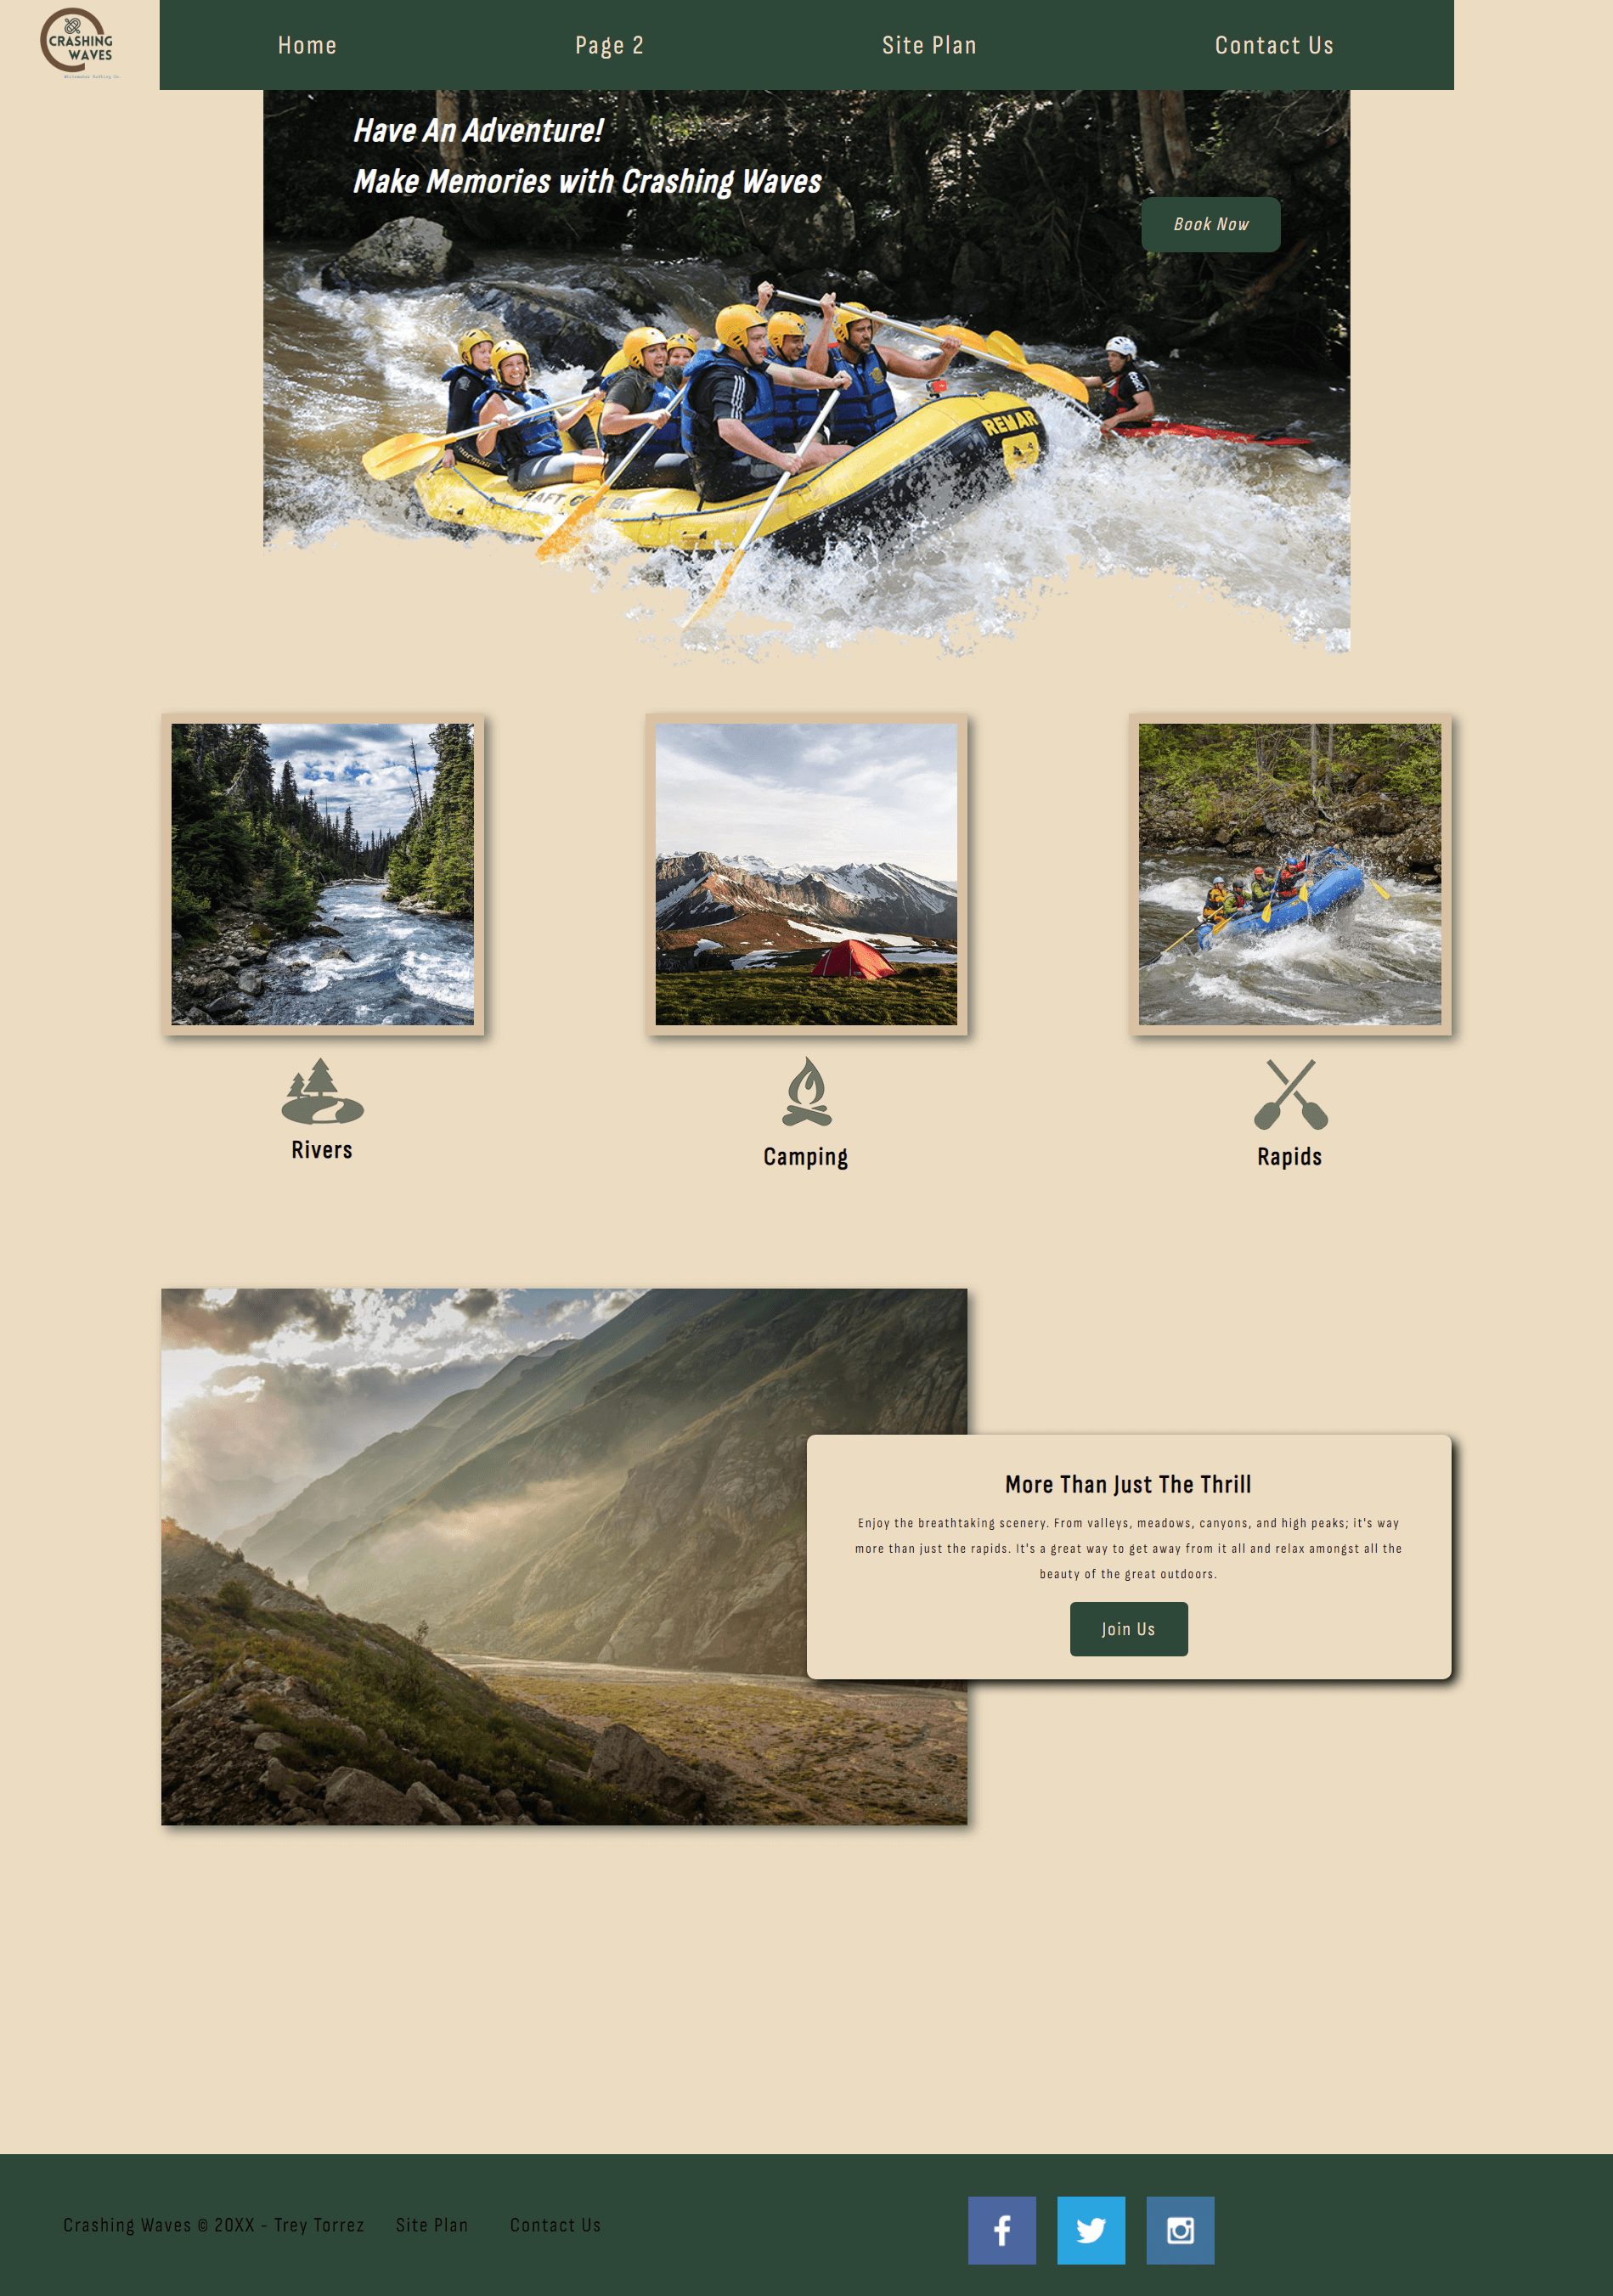 CRASHING
WAVES
Whitewater Rafting Co.
Home
Page 2
Site Plan
Contact Us
Have An Adventure!
Make Memories with Crashing Waves
Book Now
REMAR
Rivers
Camping
Rapids
More Than Just The Thrill
Enjoy the breathtaking scenery. From valleys, meadows, canyons, and high peaks; it's way
more than just the rapids. It's a great way to get away from it all and relax amongst all the
beauty of the great outdoors.
Join Us
Crashing Waves © 20XX - Trey Torrez
Site Plan
Contact Us